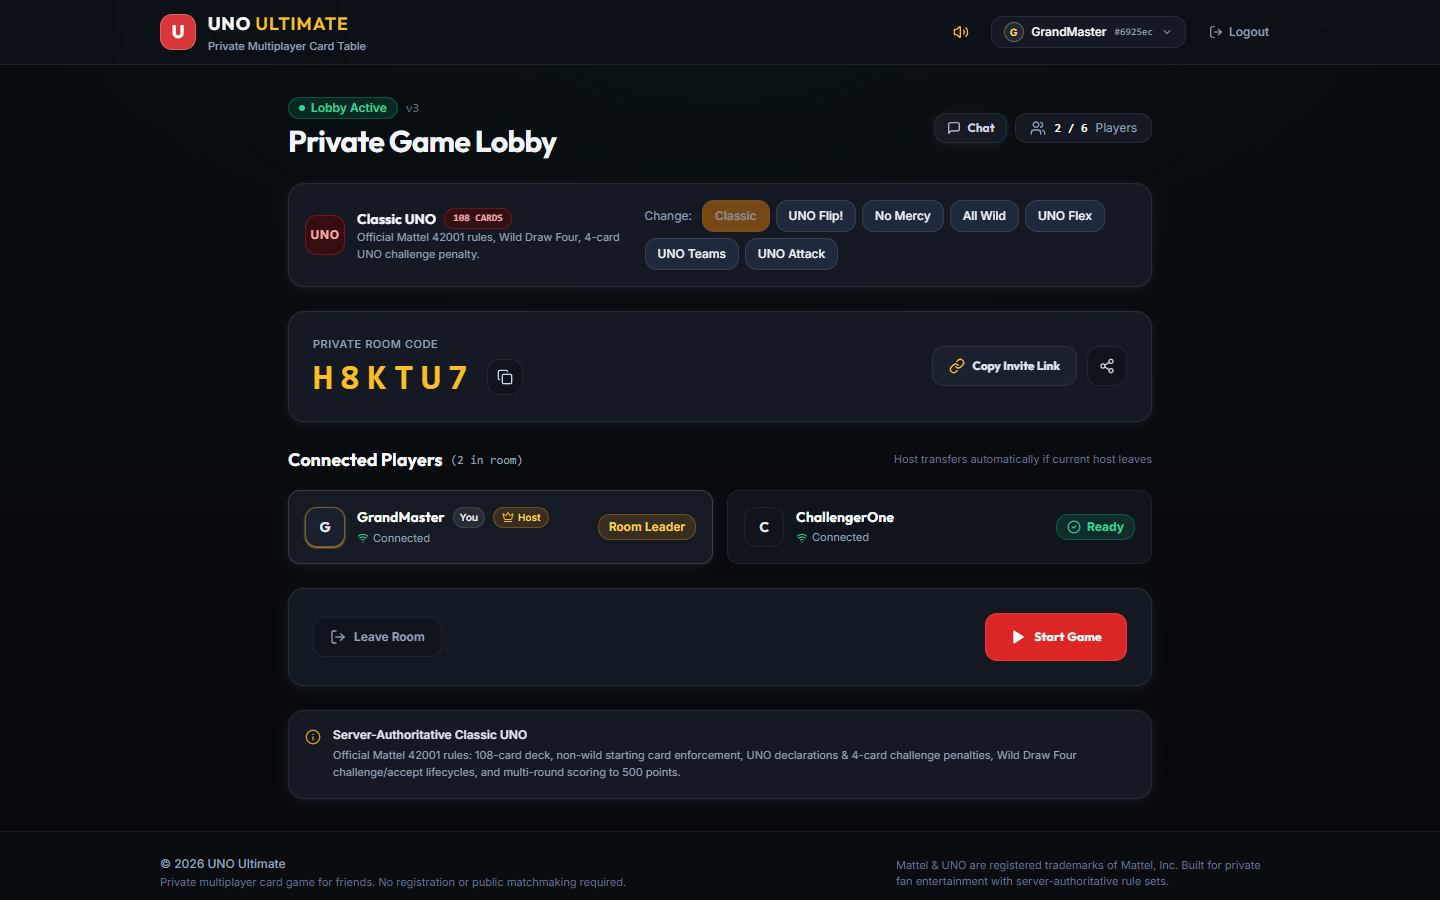 U
UNO ULTIMATE
Private Multiplayer Card Table
G GrandMaster #6925ec
Logout
Lobby Active v3
Private Game Lobby
Chat
2 / 6 Players
UNO
Classic UNO 108 CARDS
Official Mattel 42001 rules, Wild Draw Four, 4-card
UNO challenge penalty.
Change: Classic UNO Flip! No Mercy All Wild UNO Flex
UNO Teams UNO Attack
PRIVATE ROOM CODE
H8KTU7
Copy Invite Link
Connected Players (2 in room)
Host transfers automatically if current host leaves
G
GrandMaster You Host
Connected
Room Leader
C
ChallengerOne
Connected
Ready
Leave Room
Start Game
Server-Authoritative Classic UNO
Official Mattel 42001 rules: 108-card deck, non-wild starting card enforcement, UNO declarations & 4-card challenge penalties, Wild Draw Four
challenge/accept lifecycles, and multi-round scoring to 500 points.
© 2026 UNO Ultimate
Private multiplayer card game for friends. No registration or public matchmaking required.
Mattel & UNO are registered trademarks of Mattel, Inc. Built for private
fan entertainment with server-authoritative rule sets.